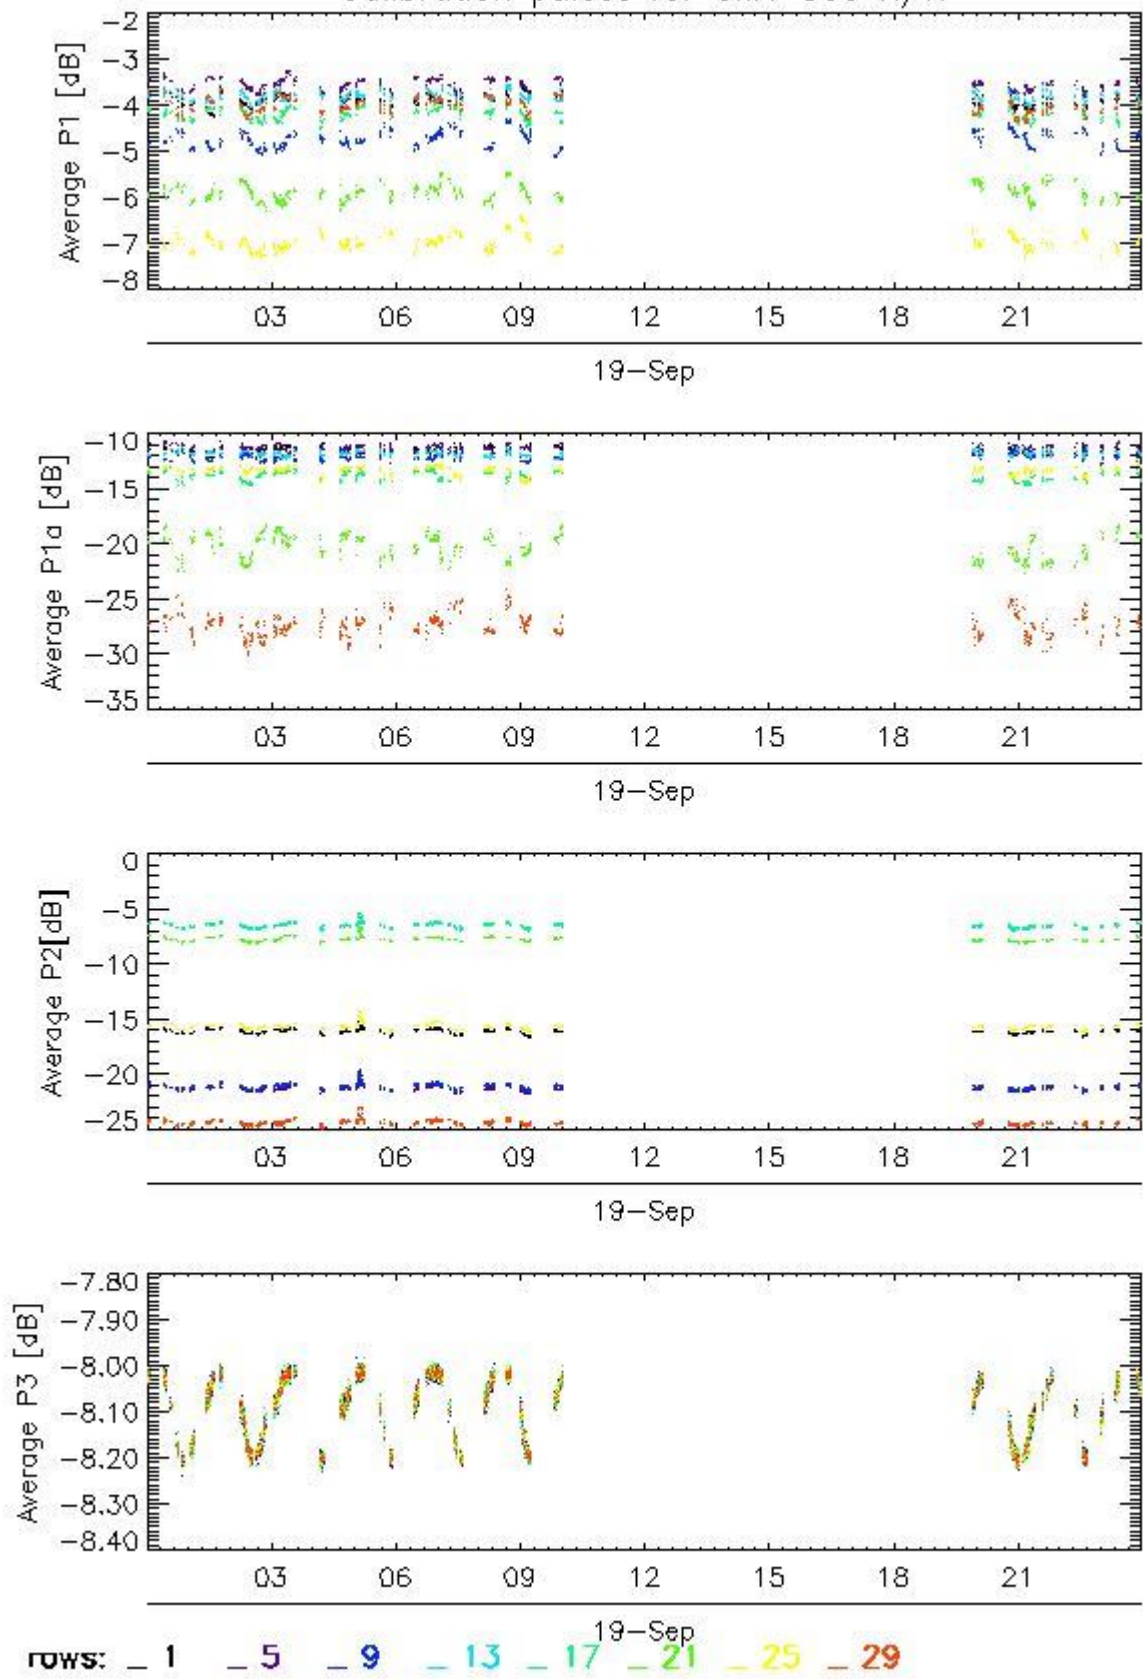 Average P1 [dB]
-2
-3
-4
-5
-6
-7
-8
03 06 09 12 15 18 21
19-Sep
Average P1a [dB]
-10
-15
-20
-25
-30
-35
03 06 09 12 15 18 21
19-Sep
Average P2[dB]
0
-5
-10
-15
-20
-25
03 06 09 12 15 18 21
19-Sep
Average P3 [dB]
-7.80
-7.90
-8.00
-8.10
-8.20
-8.30
-8.40
03 06 09 12 15 18 21
19-Sep
rows: _ 1 _ 5 _ 9 _ 13 _ 17 _ 21 _ 25 _ 29